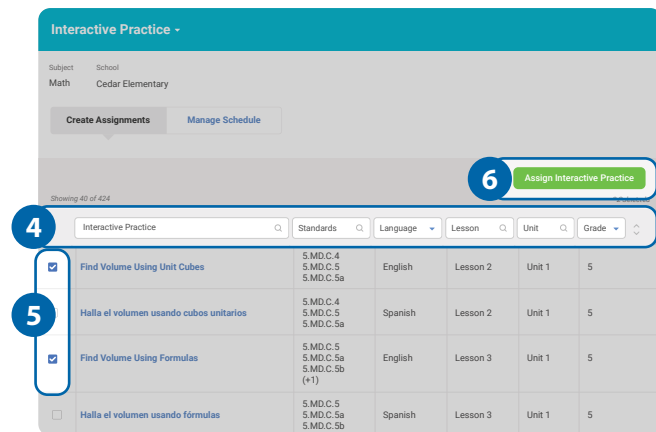 Interactive Practice
Subject School
Math Cedar Elementary
Create Assignments Manage Schedule
6 Assign Interactive Practice
Showing 40 of 424
4 Interactive Practice Standards Language Lesson Unit Grade
Find Volume Using Unit Cubes 5.MD.C.4 English Lesson 2 Unit 1 5
5.MD.C.5
5.MD.C.5a
5
Halla el volumen usando cubos unitarios 5.MD.C.4 Spanish Lesson 2 Unit 1 5
5.MD.C.5
5.MD.C.5a
Find Volume Using Formulas 5.MD.C.5 English Lesson 3 Unit 1 5
5.MD.C.5a
5.MD.C.5b
(+1)
Halla el volumen usando fórmulas 5.MD.C.5 Spanish Lesson 3 Unit 1 5
5.MD.C.5a
5.MD.C.5b